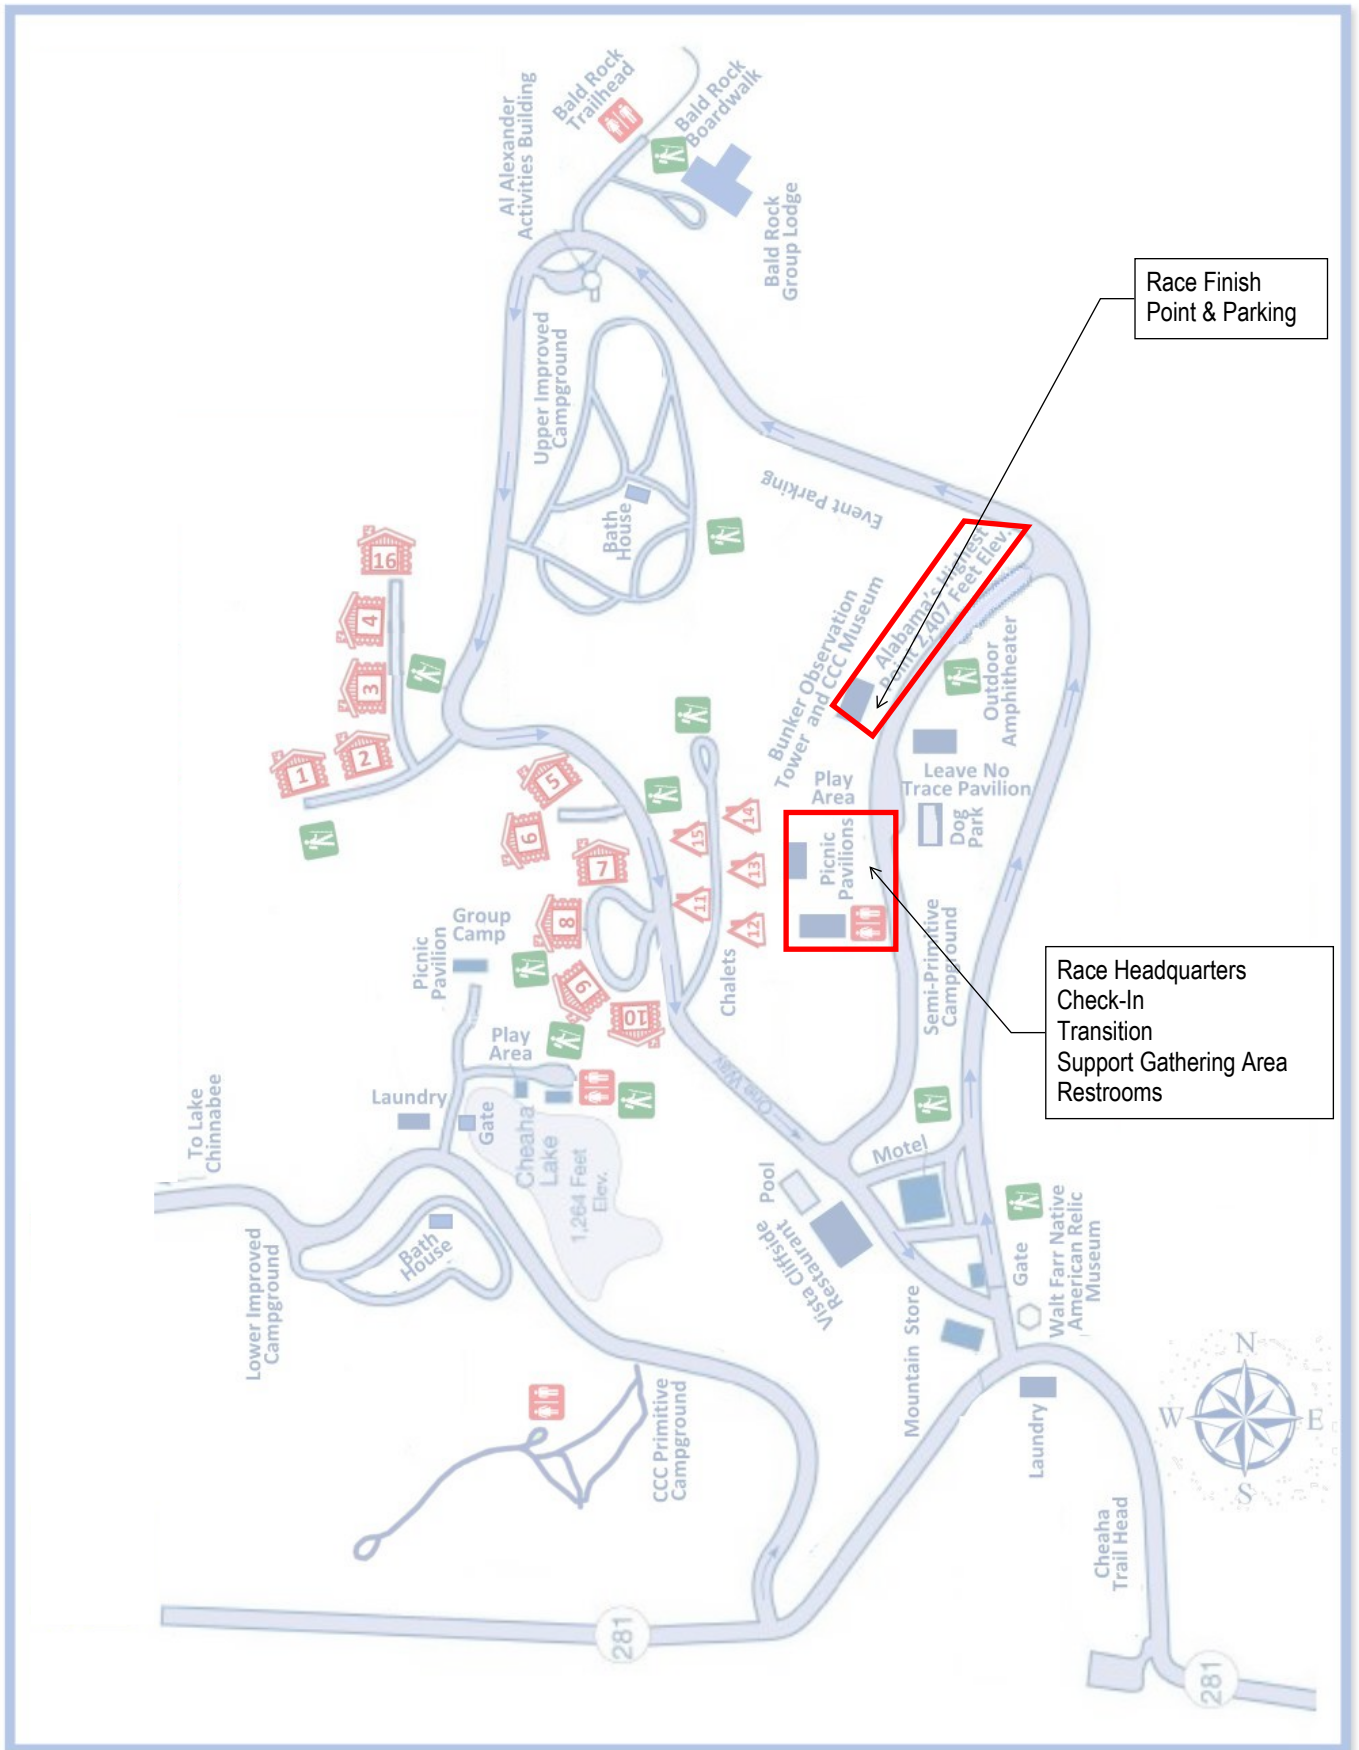 Bald Rock
Trailhead
Bald Rock
Boardwalk
Al Alexander
Activities Building
Bald Rock
Group Lodge
Race Finish
Point & Parking
Upper Improved
Campground
Bath
House
Event Parking
Alabama's Highest
Point 2,407 Feet Elev.
Bunker Observation
Tower and CCC Museum
Outdoor
Amphitheater
16
4
3
2
1
5
6
7
8
9
10
15
14
13
11
12
Chalets
Play
Area
Leave No
Trace Pavilion
Dog
Park
Picnic
Pavilions
Semi-Primitive
Campground
Race Headquarters
Check-In
Transition
Support Gathering Area
Restrooms
Group
Camp
Picnic
Pavilion
Play
Area
Laundry
Gate
Cheaha
Lake
1,264 Feet
Elev.
To Lake
Chinnabee
One Way
Motel
Pool
Vista Cliffside
Restaurant
Bath
House
Lower Improved
Campground
Gate
Walt Farr Native
American Relic
Museum
Mountain Store
Laundry
CCC Primitive
Campground
Cheaha
Trail Head
N
W
E
S
281
281